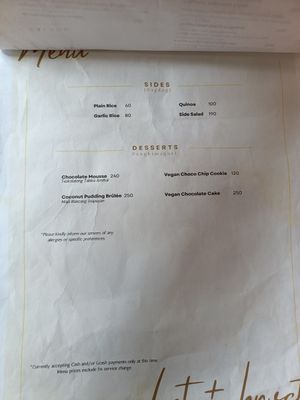 Menu
SIDES
Plain Rice 60
Garlic Rice 80
Quinoa 100
Side Salad 190
DESSERTS
Chocolate Mousse 240
Coconut Pudding Brûlée 250
Vegan Choco Chip Cookie 120
Vegan Chocolate Cake 250
*Please kindly inform our servers of any
allergies or specific preferences
*Currently accepting Cash and/or Gcash payments only at this time.
Menu prices include 5% service charge.